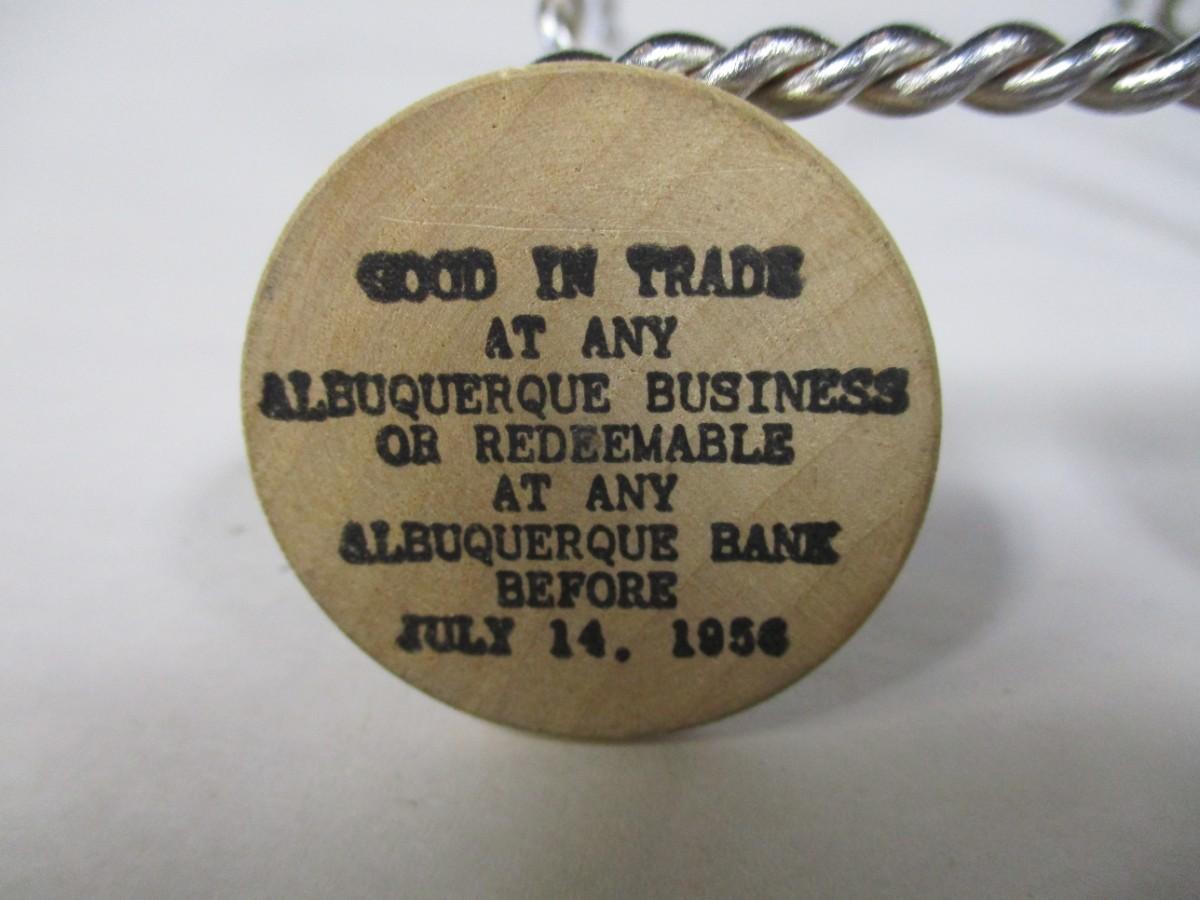 GOOD IN TRADE
AT ANY
ALBUQUERQUE BUSINESS
OR REDEEMABLE
AT ANY
ALBUQUERQUE BANK
BEFORE
JULY 14. 1956